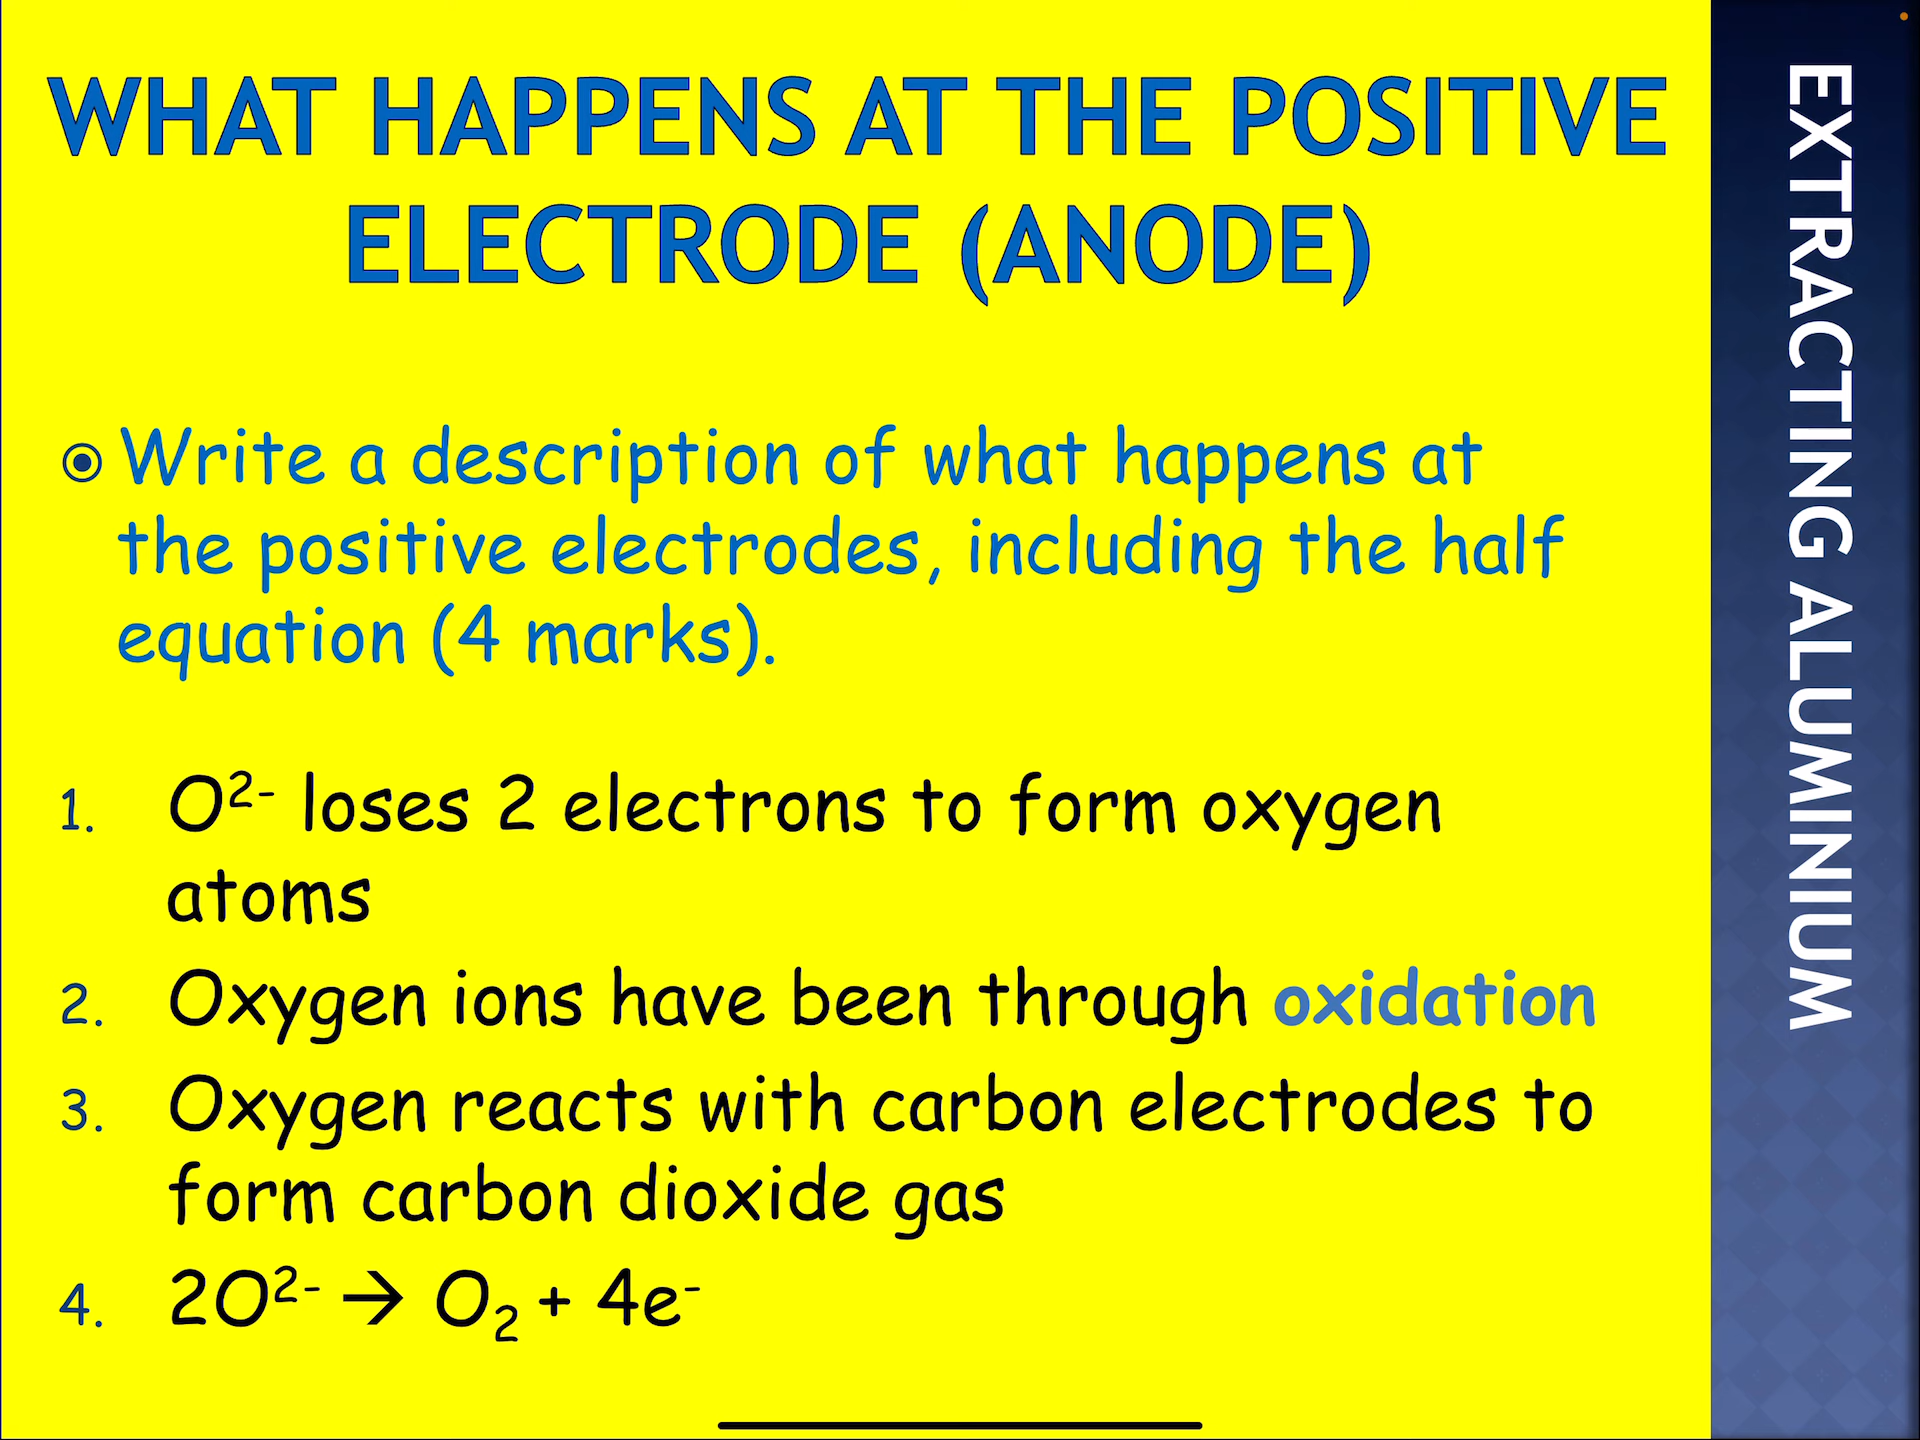 WHAT HAPPENS AT THE POSITIVE
ELECTRODE (ANODE)
Write a description of what happens at
the positive electrodes, including the half
equation (4 marks).
1. O²⁻ loses 2 electrons to form oxygen
atoms
2. Oxygen ions have been through oxidation
3. Oxygen reacts with carbon electrodes to
form carbon dioxide gas
4. 2O²⁻ → O₂ + 4e⁻
EXTRACTING ALUMINIUM